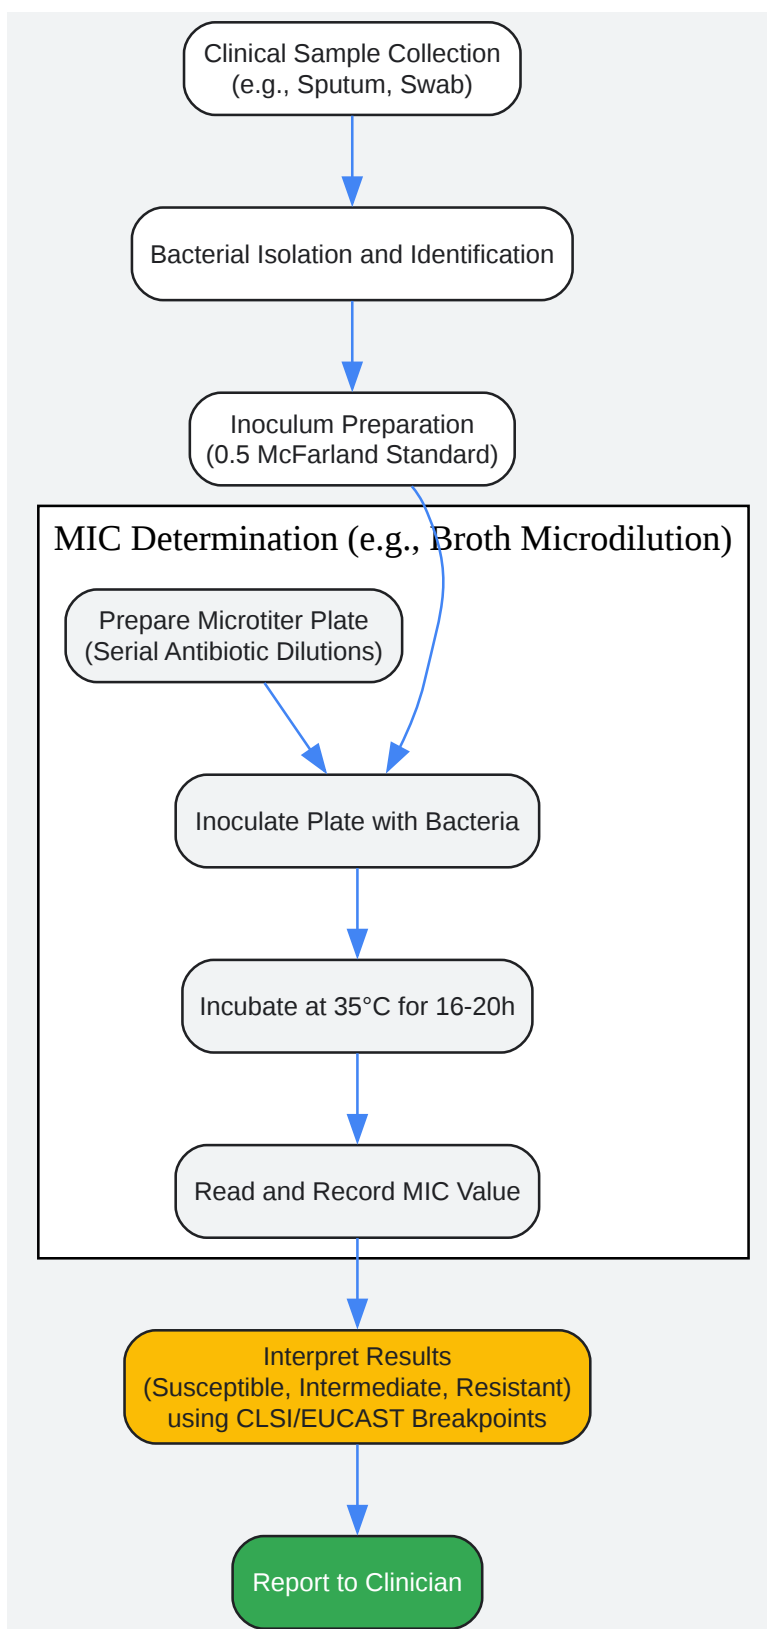 Clinical Sample Collection
(e.g., Sputum, Swab)
Bacterial Isolation and Identification
Inoculum Preparation
(0.5 McFarland Standard)
MIC Determination (e.g., Broth Microdilution)
Prepare Microtiter Plate
(Serial Antibiotic Dilutions)
Inoculate Plate with Bacteria
Incubate at 35°C for 16-20h
Read and Record MIC Value
Interpret Results
(Susceptible, Intermediate, Resistant)
using CLSI/EUCAST Breakpoints
Report to Clinician